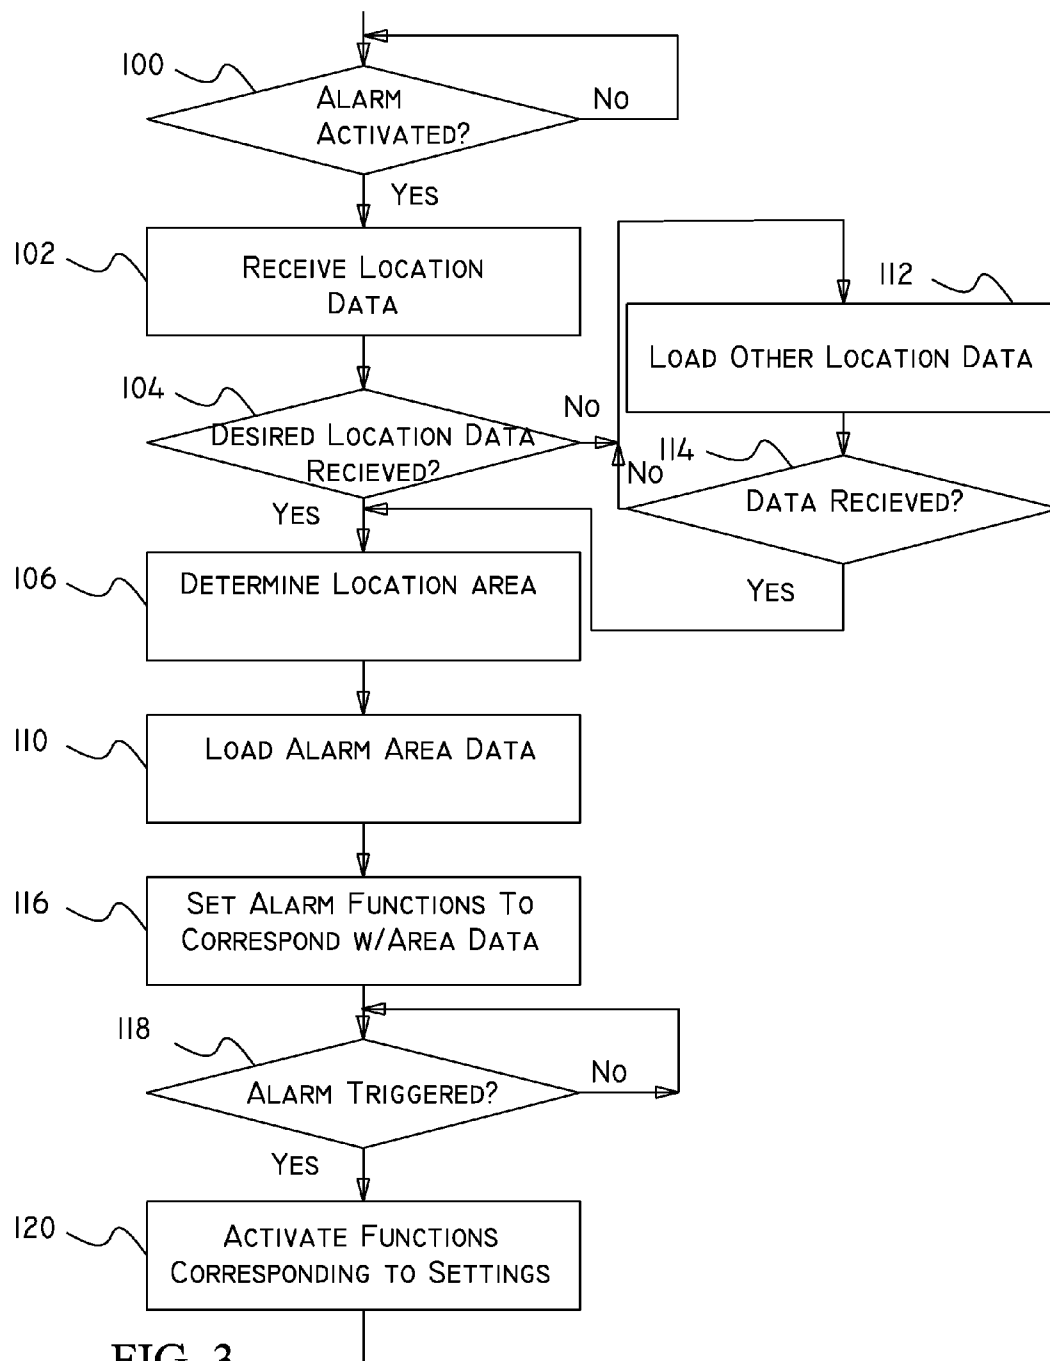 100
ALARM
ACTIVATED?
NO
YES
102
RECEIVE LOCATION
DATA
112
LOAD OTHER LOCATION DATA
104
DESIRED LOCATION DATA
RECIEVED?
NO
YES
114
NO
DATA RECIEVED?
YES
106
DETERMINE LOCATION AREA
110
LOAD ALARM AREA DATA
116
SET ALARM FUNCTIONS TO
CORRESPOND W/AREA DATA
118
ALARM TRIGGERED?
NO
YES
120
ACTIVATE FUNCTIONS
CORRESPONDING TO SETTINGS
FIG. 3